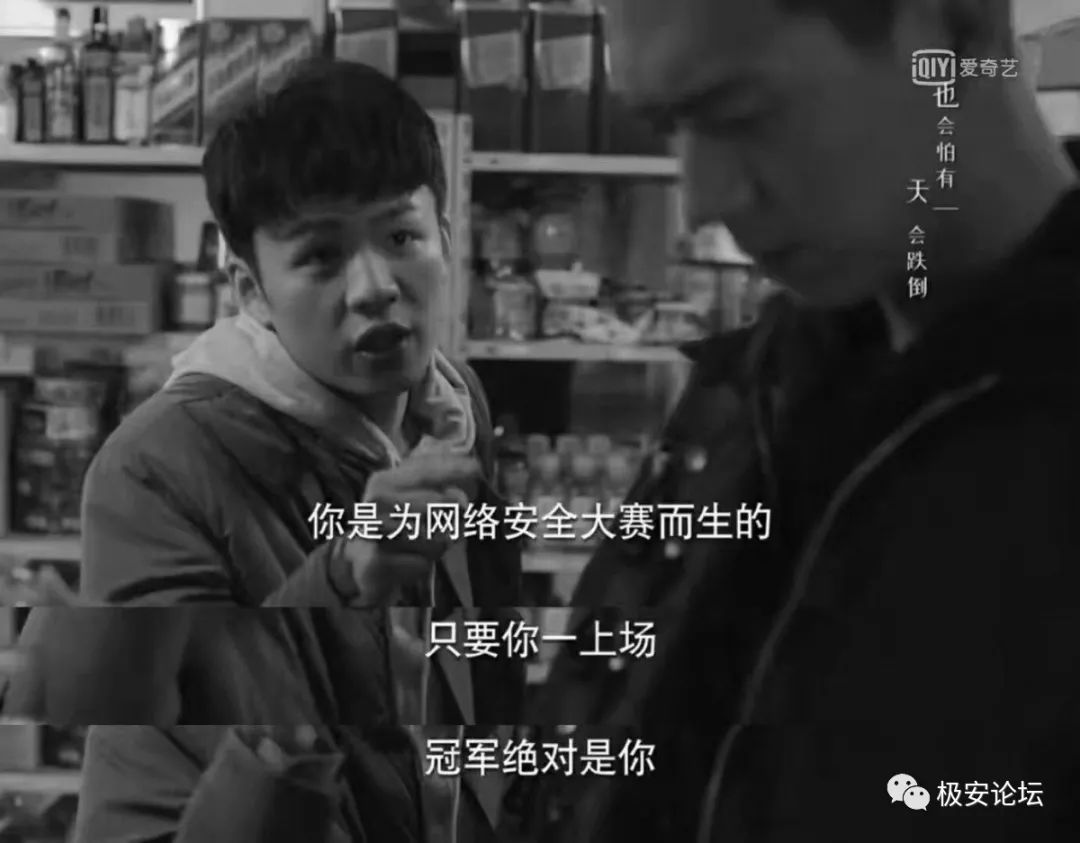 iQIYI 爱奇艺
也会怕有一
天会跌倒
你是为网络安全大赛而生的
只要你一上场
冠军绝对是你
极安论坛